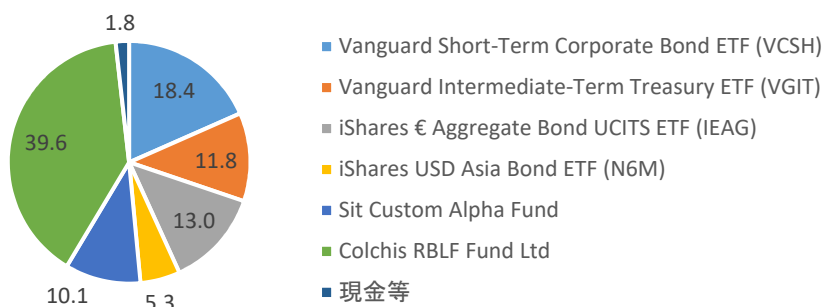 1.8
18.4
11.8
13.0
5.3
10.1
39.6
Vanguard Short-Term Corporate Bond ETF (VCSH)
Vanguard Intermediate-Term Treasury ETF (VGIT)
iShares € Aggregate Bond UCITS ETF (IEAG)
iShares USD Asia Bond ETF (N6M)
Sit Custom Alpha Fund
Colchis RBLF Fund Ltd
現金等